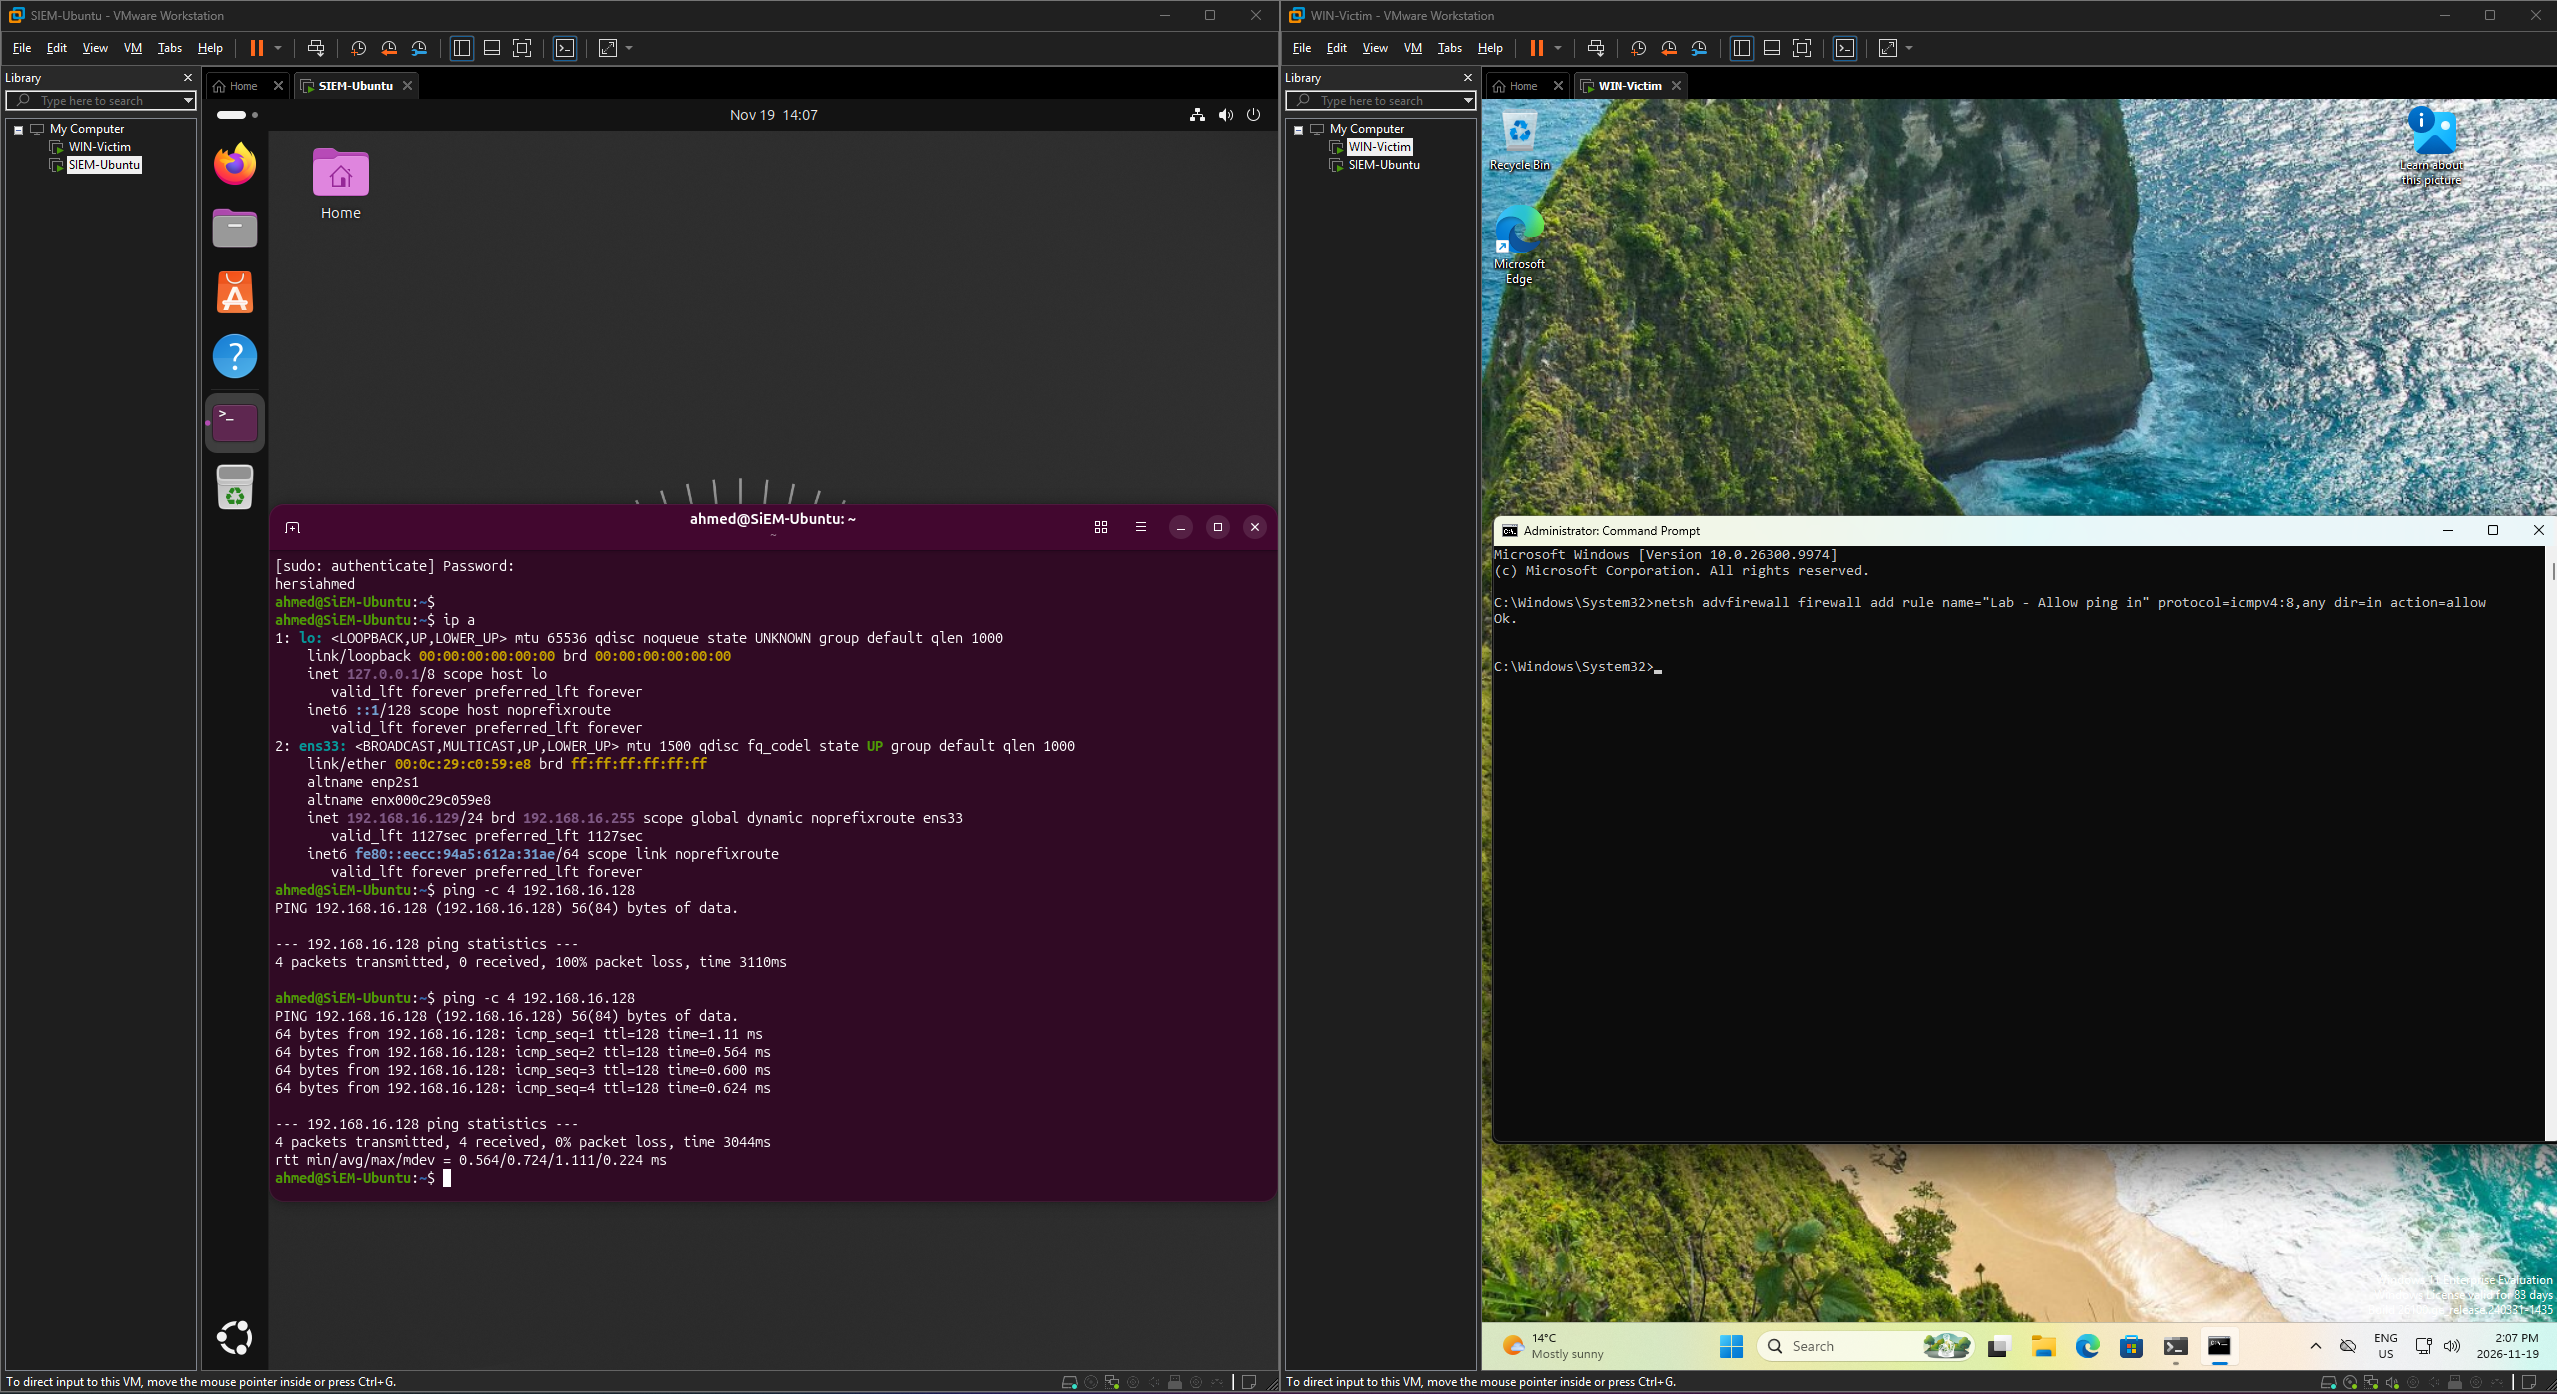 SIEM-Ubuntu - VMware Workstation
File Edit View VM Tabs Help
Library
Type here to search
My Computer
WIN-Victim
SIEM-Ubuntu
Home
SIEM-Ubuntu
Nov 19 14:07
Home
ahmed@SiEM-Ubuntu: ~
~
[sudo: authenticate] Password:
hersiahmed
ahmed@SiEM-Ubuntu:~$
ahmed@SiEM-Ubuntu:~$ ip a
1: lo: <LOOPBACK,UP,LOWER_UP> mtu 65536 qdisc noqueue state UNKNOWN group default qlen 1000
link/loopback 00:00:00:00:00:00 brd 00:00:00:00:00:00
inet 127.0.0.1/8 scope host lo
valid_lft forever preferred_lft forever
inet6 ::1/128 scope host noprefixroute
valid_lft forever preferred_lft forever
2: ens33: <BROADCAST,MULTICAST,UP,LOWER_UP> mtu 1500 qdisc fq_codel state UP group default qlen 1000
link/ether 00:0c:29:c0:59:e8 brd ff:ff:ff:ff:ff:ff
altname enp2s1
altname enx000c29c059e8
inet 192.168.16.129/24 brd 192.168.16.255 scope global dynamic noprefixroute ens33
valid_lft 1127sec preferred_lft 1127sec
inet6 fe80::eecc:94a5:612a:31ae/64 scope link noprefixroute
valid_lft forever preferred_lft forever
ahmed@SiEM-Ubuntu:~$ ping -c 4 192.168.16.128
PING 192.168.16.128 (192.168.16.128) 56(84) bytes of data.
--- 192.168.16.128 ping statistics ---
4 packets transmitted, 0 received, 100% packet loss, time 3110ms
ahmed@SiEM-Ubuntu:~$ ping -c 4 192.168.16.128
PING 192.168.16.128 (192.168.16.128) 56(84) bytes of data.
64 bytes from 192.168.16.128: icmp_seq=1 ttl=128 time=1.11 ms
64 bytes from 192.168.16.128: icmp_seq=2 ttl=128 time=0.564 ms
64 bytes from 192.168.16.128: icmp_seq=3 ttl=128 time=0.600 ms
64 bytes from 192.168.16.128: icmp_seq=4 ttl=128 time=0.624 ms
--- 192.168.16.128 ping statistics ---
4 packets transmitted, 4 received, 0% packet loss, time 3044ms
rtt min/avg/max/mdev = 0.564/0.724/1.111/0.224 ms
ahmed@SiEM-Ubuntu:~$
To direct input to this VM, move the mouse pointer inside or press Ctrl+G.
WIN-Victim - VMware Workstation
File Edit View VM Tabs Help
Library
Type here to search
My Computer
WIN-Victim
SIEM-Ubuntu
Home
WIN-Victim
Recycle Bin
Learn about
this picture
Microsoft
Edge
Administrator: Command Prompt
Microsoft Windows [Version 10.0.26300.9974]
(c) Microsoft Corporation. All rights reserved.
C:\Windows\System32>netsh advfirewall firewall add rule name="Lab - Allow ping in" protocol=icmpv4:8,any dir=in action=allow
Ok.
C:\Windows\System32>
Enterprise Evaluation
License valid for 83 days
release.240331-1435
14°C
Mostly sunny
Search
ENG
US
2:07 PM
2026-11-19
To direct input to this VM, move the mouse pointer inside or press Ctrl+G.